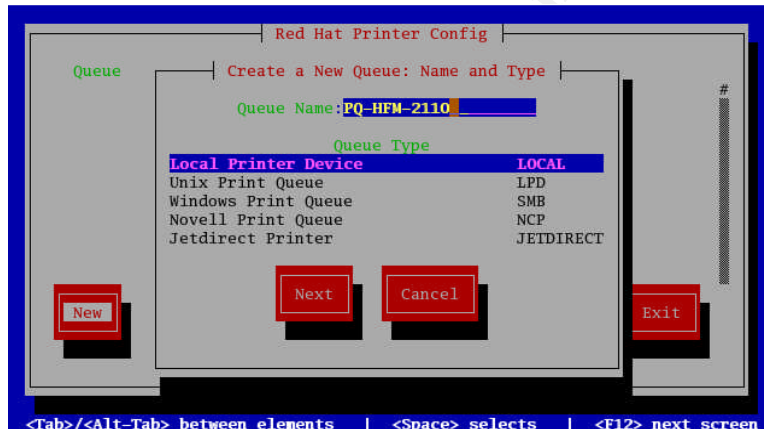 Red Hat Printer Config
Queue
Create a New Queue: Name and Type
#
Queue Name:PQ-HFM-2110_
Queue Type
Local Printer Device LOCAL
Unix Print Queue LPD
Windows Print Queue SMB
Novell Print Queue NCP
Jetdirect Printer JETDIRECT
Next Cancel
New Exit
<Tab>/<Alt-Tab> between elements | <Space> selects | <F12> next screen